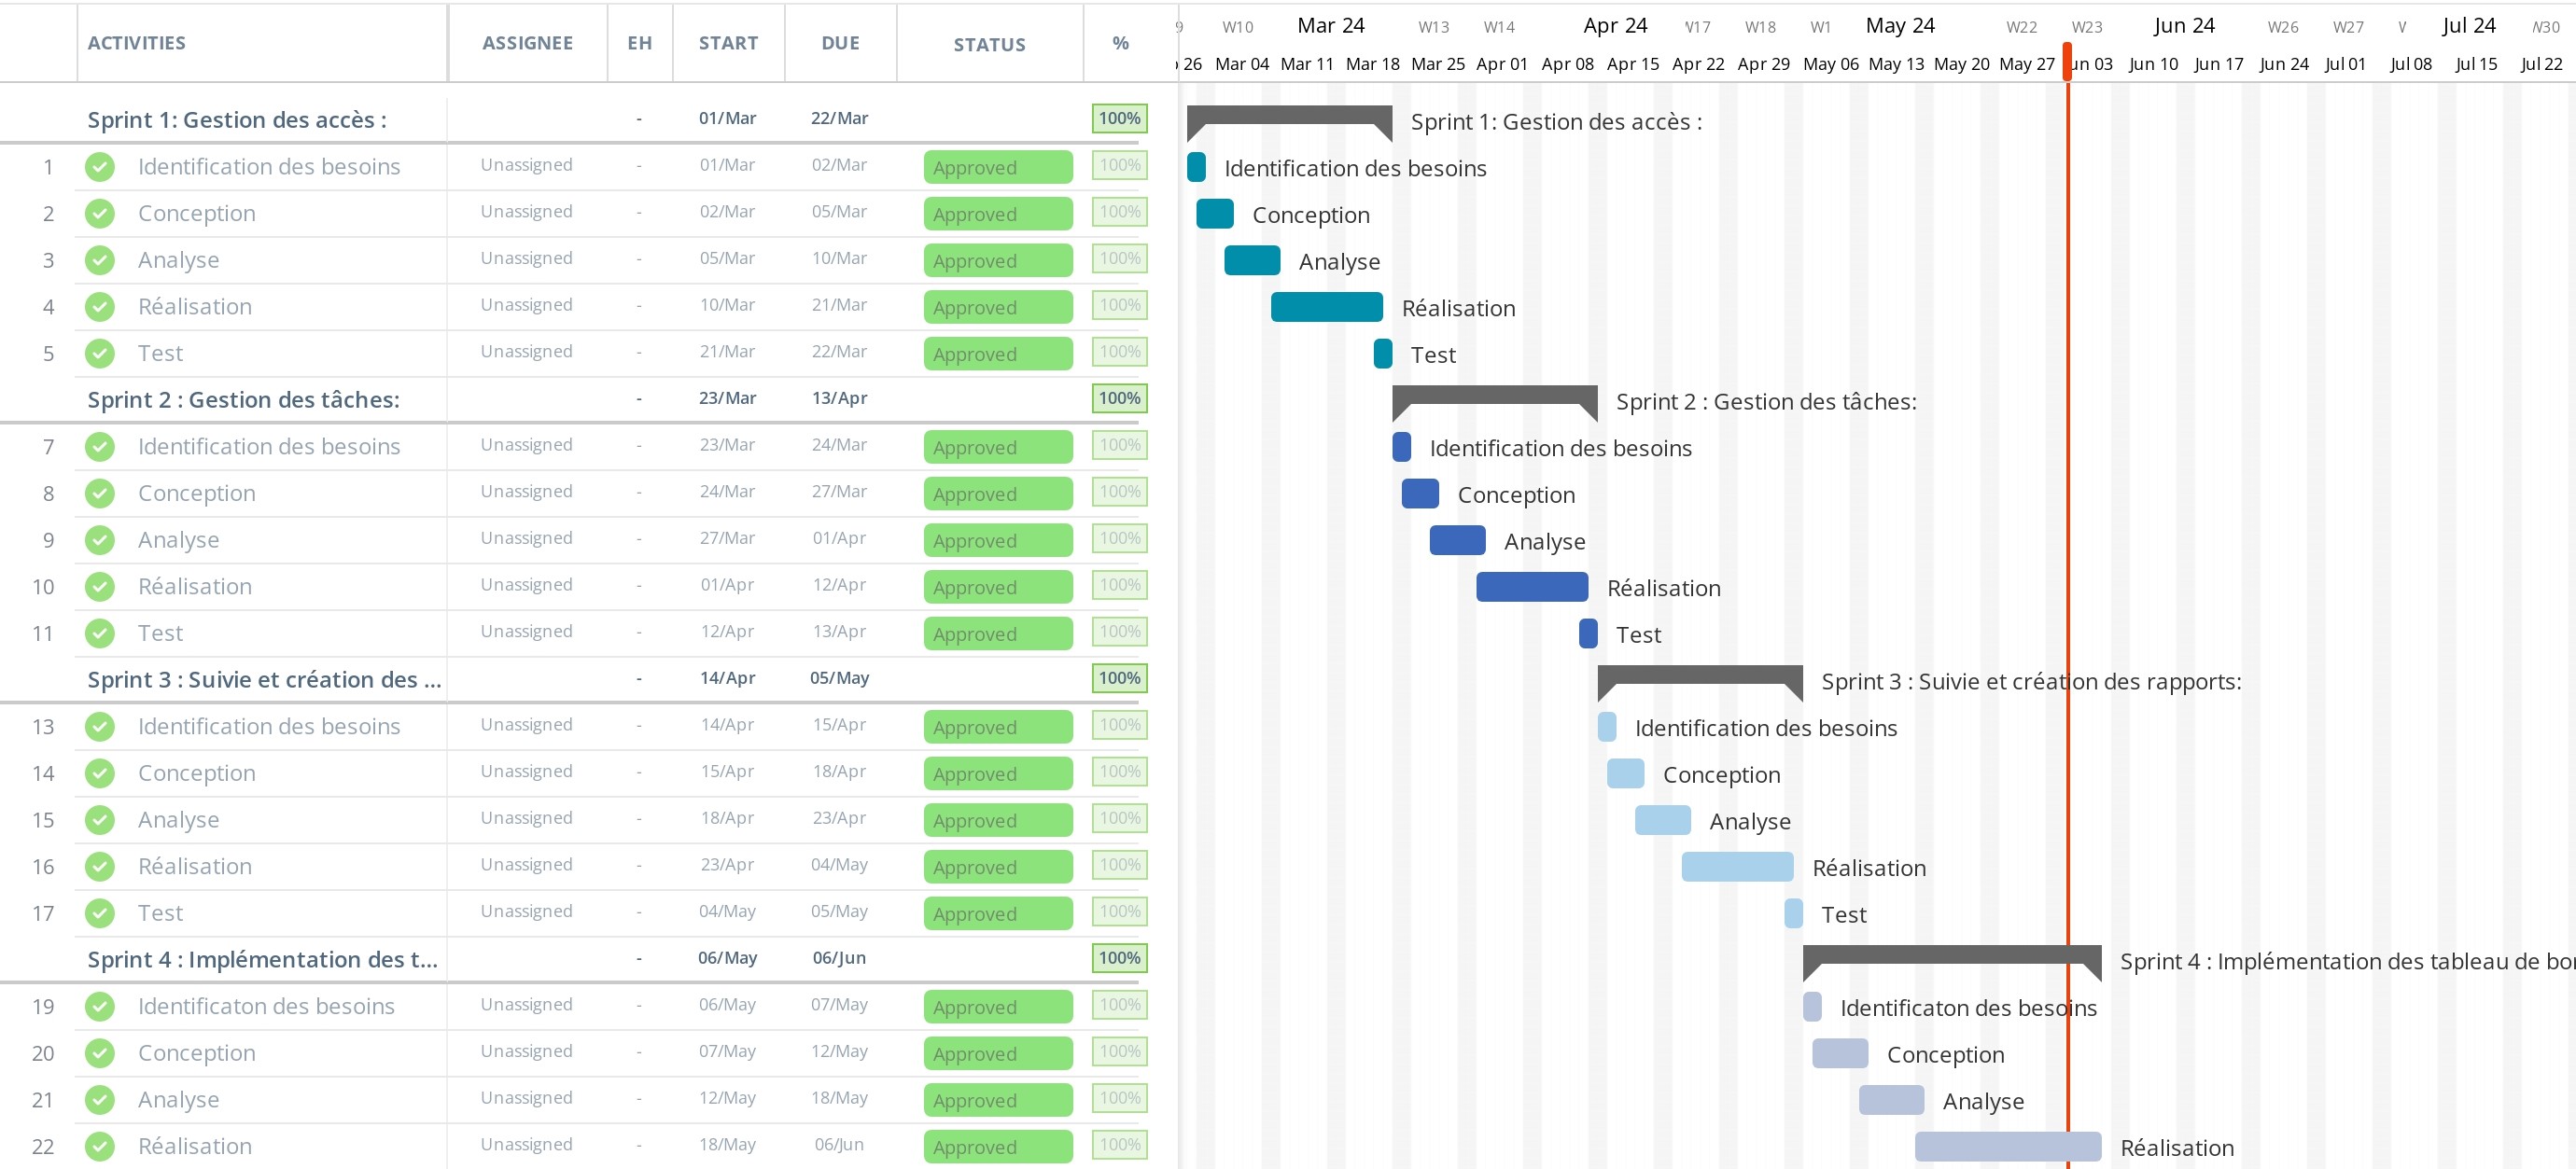 ACTIVITIES ASSIGNEE EH START DUE STATUS %
W10 Mar 24 W13 W14 Apr 24 W18 W1 May 24 W22 W23 Jun 24 W26 W27 Jul 24 W30
26 Mar 04 Mar 11 Mar 18 Mar 25 Apr 01 Apr 08 Apr 15 Apr 22 Apr 29 May 06 May 13 May 20 May 27 un 03 Jun 10 Jun 17 Jun 24 Jul 01 Jul 08 Jul 15 Jul 22
Sprint 1: Gestion des accès : - 01/Mar 22/Mar 100% Sprint 1: Gestion des accès :
1 Identification des besoins Unassigned - 01/Mar 02/Mar Approved 100% Identification des besoins
2 Conception Unassigned - 02/Mar 05/Mar Approved 100% Conception
3 Analyse Unassigned - 05/Mar 10/Mar Approved 100% Analyse
4 Réalisation Unassigned - 10/Mar 21/Mar Approved 100% Réalisation
5 Test Unassigned - 21/Mar 22/Mar Approved 100% Test
Sprint 2 : Gestion des tâches: - 23/Mar 13/Apr 100% Sprint 2 : Gestion des tâches:
7 Identification des besoins Unassigned - 23/Mar 24/Mar Approved 100% Identification des besoins
8 Conception Unassigned - 24/Mar 27/Mar Approved 100% Conception
9 Analyse Unassigned - 27/Mar 01/Apr Approved 100% Analyse
10 Réalisation Unassigned - 01/Apr 12/Apr Approved 100% Réalisation
11 Test Unassigned - 12/Apr 13/Apr Approved 100% Test
Sprint 3 : Suivie et création des ... - 14/Apr 05/May 100% Sprint 3 : Suivie et création des rapports:
13 Identification des besoins Unassigned - 14/Apr 15/Apr Approved 100% Identification des besoins
14 Conception Unassigned - 15/Apr 18/Apr Approved 100% Conception
15 Analyse Unassigned - 18/Apr 23/Apr Approved 100% Analyse
16 Réalisation Unassigned - 23/Apr 04/May Approved 100% Réalisation
17 Test Unassigned - 04/May 05/May Approved 100% Test
Sprint 4 : Implémentation des t... - 06/May 06/Jun 100% Sprint 4 : Implémentation des tableau de bor
19 Identificaton des besoins Unassigned - 06/May 07/May Approved 100% Identificaton des besoins
20 Conception Unassigned - 07/May 12/May Approved 100% Conception
21 Analyse Unassigned - 12/May 18/May Approved 100% Analyse
22 Réalisation Unassigned - 18/May 06/Jun Approved 100% Réalisation